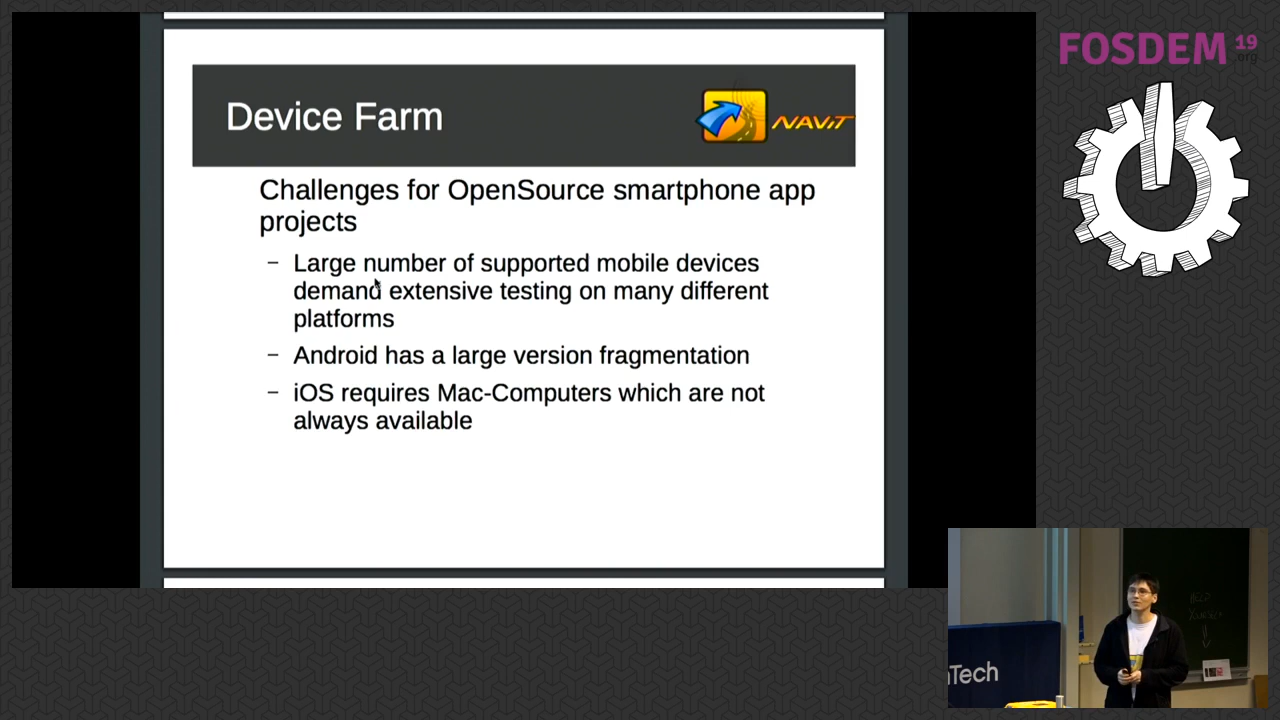 FOSDEM 19
.org
Device Farm
NAViT
Challenges for OpenSource smartphone app
projects
– Large number of supported mobile devices
demand extensive testing on many different
platforms
– Android has a large version fragmentation
– iOS requires Mac-Computers which are not
always available
Tech